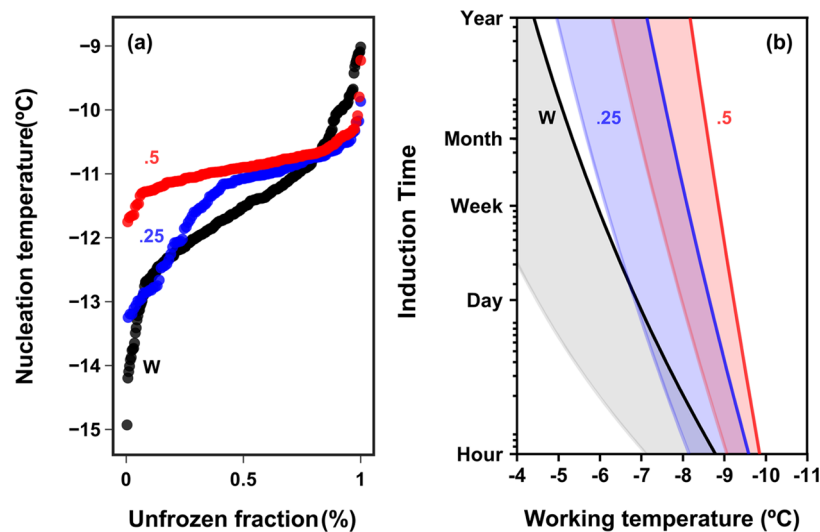 (a)
Nucleation temperature(ºC)
−9
−10
−11
−12
−13
−14
−15
.5
.25
W
0
0.5
1
Unfrozen fraction(%)
(b)
Induction Time
Year
Month
Week
Day
Hour
W
.25
.5
-4
-5
-6
-7
-8
-9
-10
-11
Working temperature (ºC)